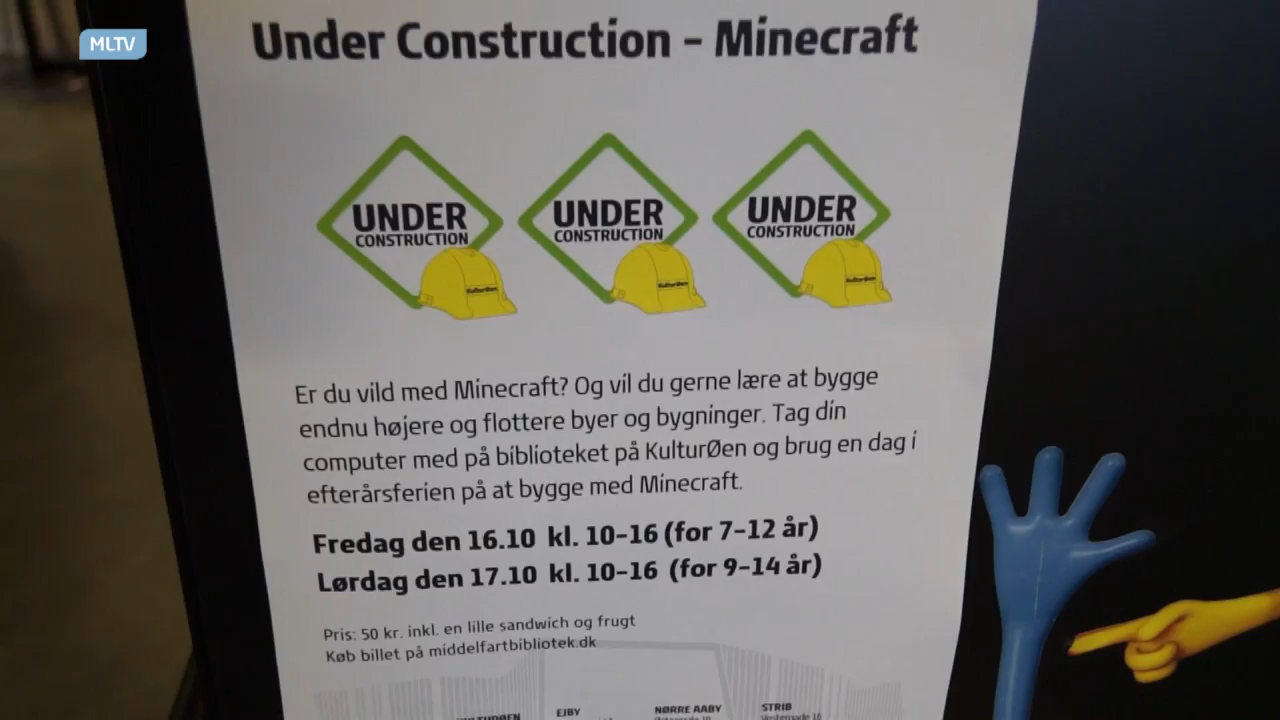 MLTV
Under Construction - Minecraft
UNDER
CONSTRUCTION
KulturØen
UNDER
CONSTRUCTION
KulturØen
UNDER
CONSTRUCTION
KulturØen
Er du vild med Minecraft? Og vil du gerne lære at bygge
endnu højere og flottere byer og bygninger. Tag din
computer med på biblioteket på KulturØen og brug en dag i
efterårsferien på at bygge med Minecraft.
Fredag den 16.10 kl. 10-16 (for 7-12 år)
Lørdag den 17.10 kl. 10-16 (for 9-14 år)
Pris: 50 kr. inkl. en lille sandwich og frugt
Køb billet på middelfartbibliotek.dk
EJBY
NØRRE AABY
STRIB